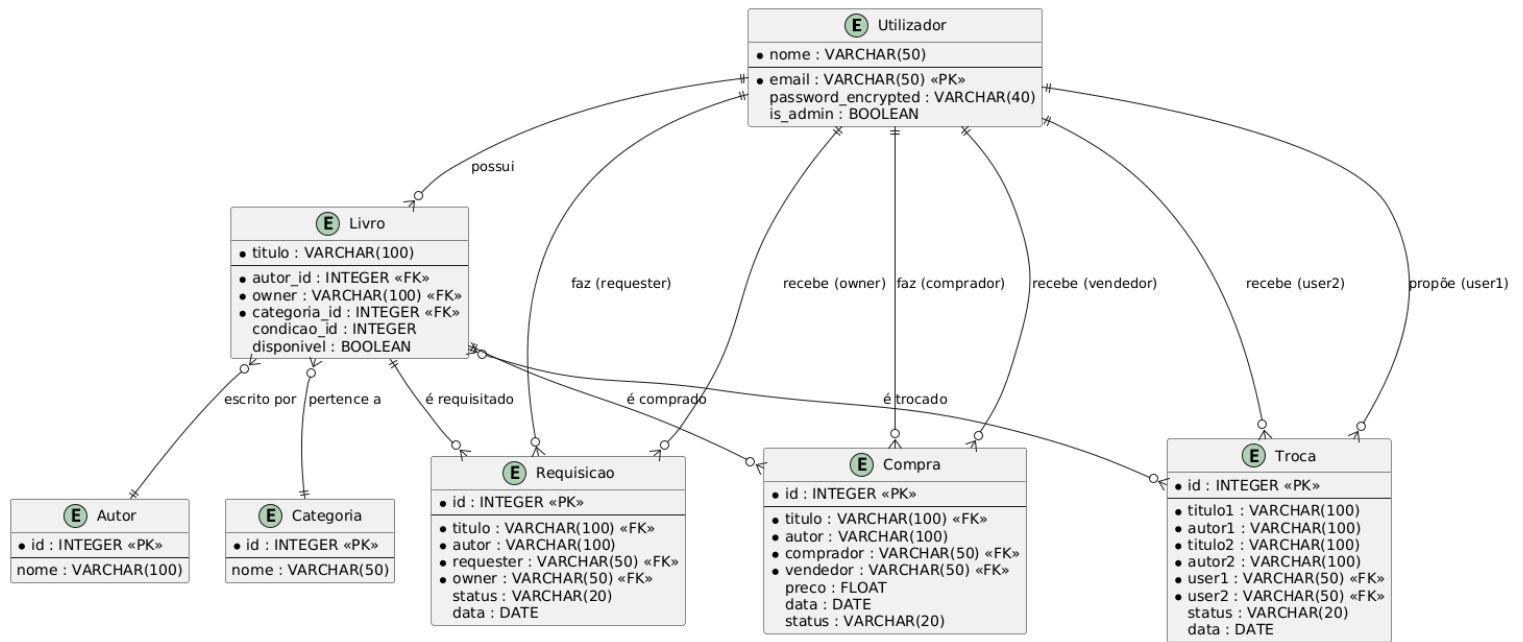 E Utilizador
nome : VARCHAR(50)
email : VARCHAR(50) «PK»
password_encrypted : VARCHAR(40)
is_admin : BOOLEAN
possui
E Livro
titulo : VARCHAR(100)
autor_id : INTEGER «FK»
owner : VARCHAR(100) «FK»
categoria_id : INTEGER «FK»
condicao_id : INTEGER
disponivel : BOOLEAN
faz (requester)
recebe (owner)
faz (comprador)
recebe (vendedor)
recebe (user2)
propõe (user1)
escrito por
pertence a
é requisitado
é comprado
é trocado
E Autor
id : INTEGER «PK»
nome : VARCHAR(100)
E Categoria
id : INTEGER «PK»
nome : VARCHAR(50)
E Requisicao
id : INTEGER «PK»
titulo : VARCHAR(100) «FK»
autor : VARCHAR(100)
requester : VARCHAR(50) «FK»
owner : VARCHAR(50) «FK»
status : VARCHAR(20)
data : DATE
E Compra
id : INTEGER «PK»
titulo : VARCHAR(100) «FK»
autor : VARCHAR(100)
comprador : VARCHAR(50) «FK»
vendedor : VARCHAR(50) «FK»
preco : FLOAT
data : DATE
status : VARCHAR(20)
E Troca
id : INTEGER «PK»
titulo1 : VARCHAR(100)
autor1 : VARCHAR(100)
titulo2 : VARCHAR(100)
autor2 : VARCHAR(100)
user1 : VARCHAR(50) «FK»
user2 : VARCHAR(50) «FK»
status : VARCHAR(20)
data : DATE